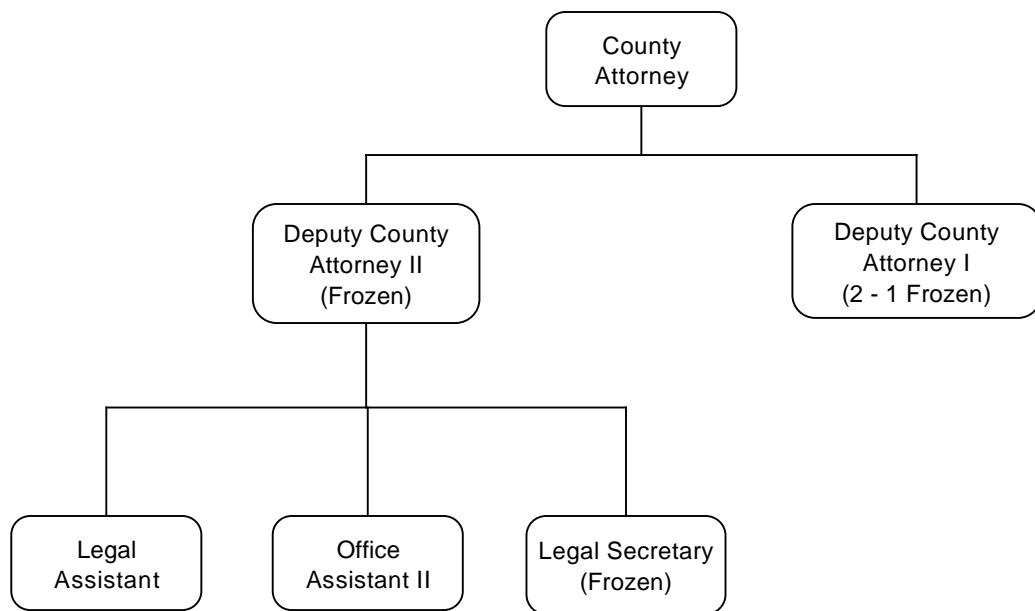 County
Attorney
Deputy County
Attorney II
(Frozen)
Deputy County
Attorney I
(2 - 1 Frozen)
Legal
Assistant
Office
Assistant II
Legal Secretary
(Frozen)